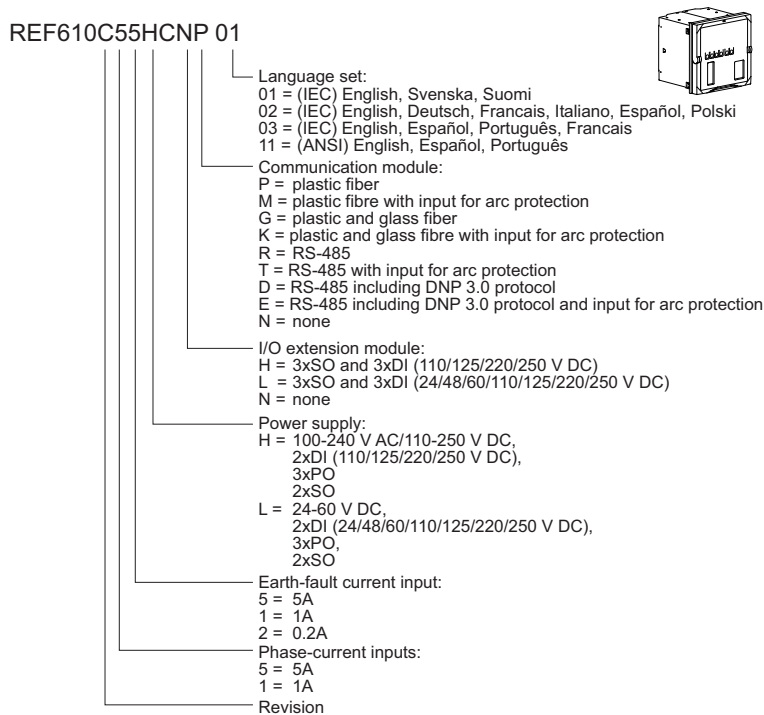 REF610C55HCNP 01
Language set:
01 = (IEC) English, Svenska, Suomi
02 = (IEC) English, Deutsch, Francais, Italiano, Español, Polski
03 = (IEC) English, Español, Português, Francais
11 = (ANSI) English, Español, Português
Communication module:
P = plastic fiber
M = plastic fibre with input for arc protection
G = plastic and glass fiber
K = plastic and glass fibre with input for arc protection
R = RS-485
T = RS-485 with input for arc protection
D = RS-485 including DNP 3.0 protocol
E = RS-485 including DNP 3.0 protocol and input for arc protection
N = none
I/O extension module:
H = 3xSO and 3xDI (110/125/220/250 V DC)
L = 3xSO and 3xDI (24/48/60/110/125/220/250 V DC)
N = none
Power supply:
H = 100-240 V AC/110-250 V DC,
2xDI (110/125/220/250 V DC),
3xPO
2xSO
L = 24-60 V DC,
2xDI (24/48/60/110/125/220/250 V DC),
3xPO,
2xSO
Earth-fault current input:
5 = 5A
1 = 1A
2 = 0.2A
Phase-current inputs:
5 = 5A
1 = 1A
Revision